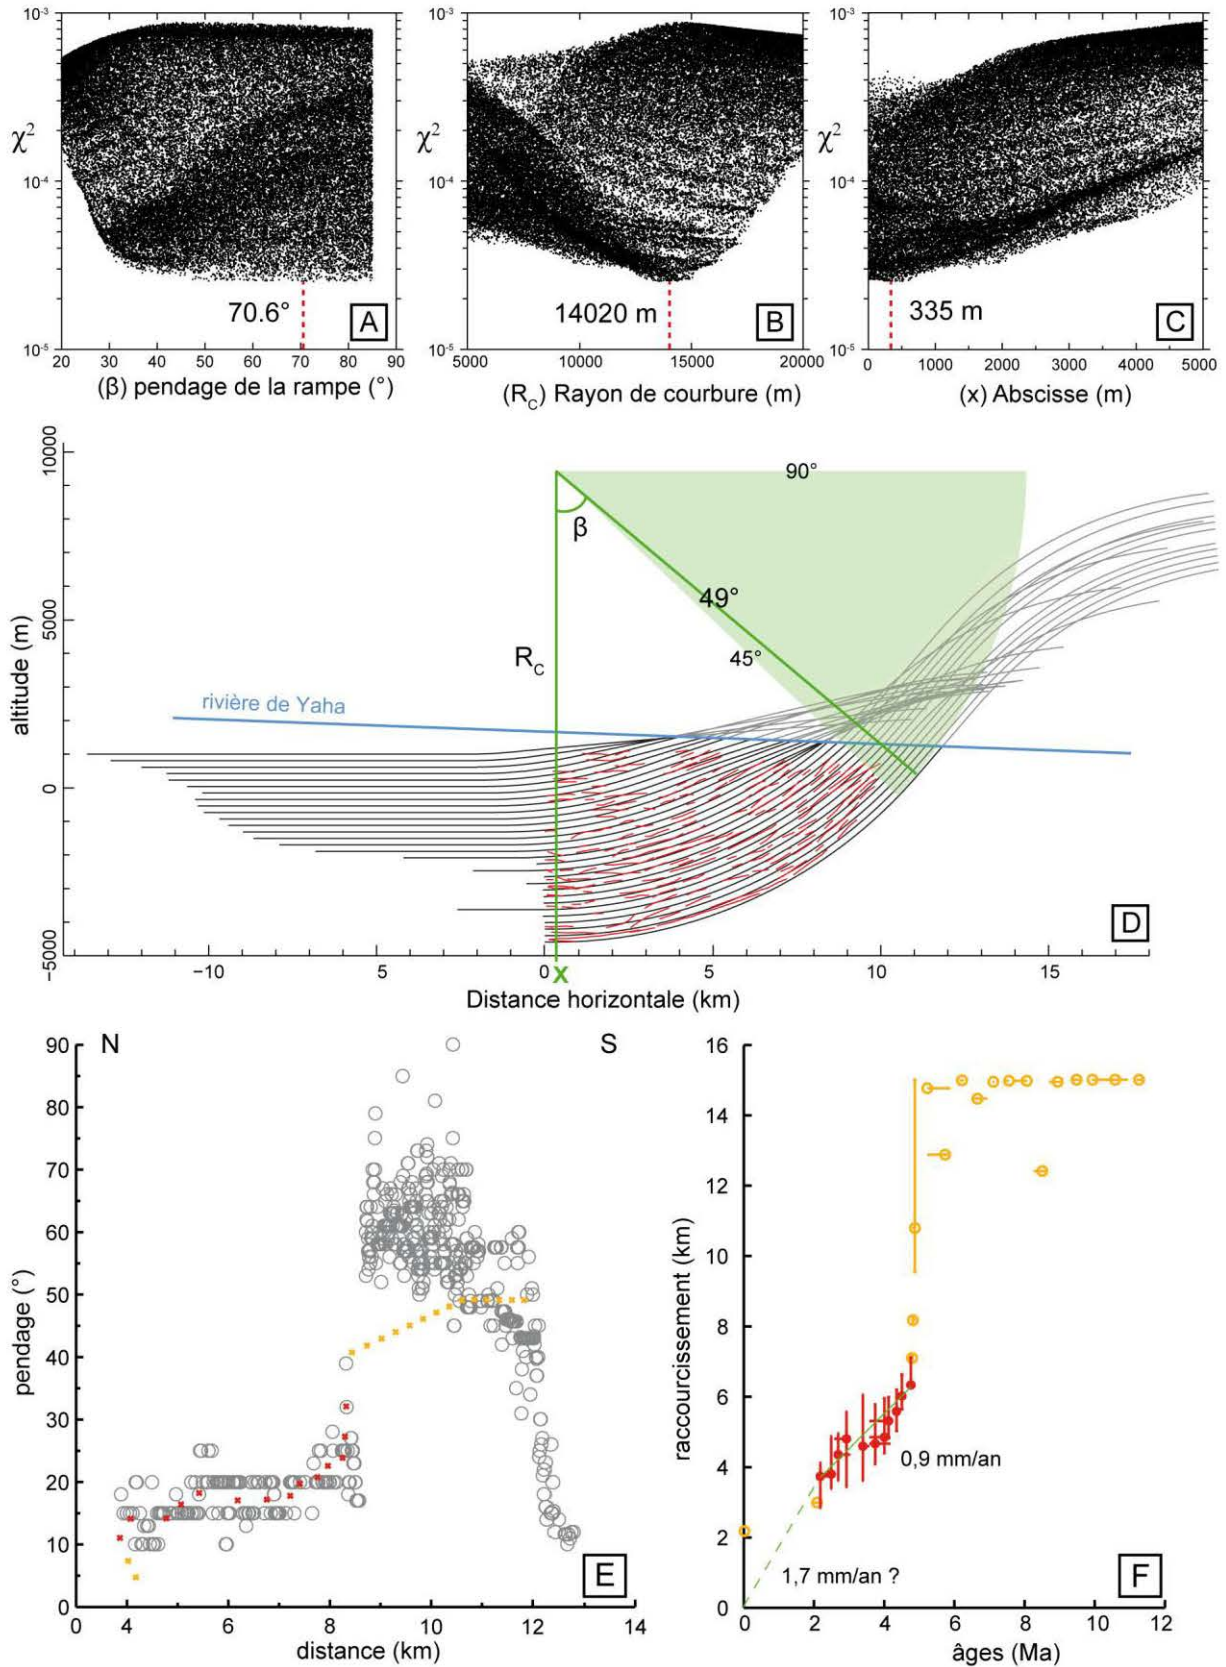 10⁻³
10⁻⁴
10⁻⁵
χ²
70.6°
A
20 30 40 50 60 70 80 90
(β) pendage de la rampe (°)
10⁻³
10⁻⁴
10⁻⁵
χ²
14020 m
B
5000 10000 15000 20000
(R_C) Rayon de courbure (m)
10⁻³
10⁻⁴
10⁻⁵
χ²
335 m
C
0 1000 2000 3000 4000 5000
(x) Abscisse (m)
altitude (m)
10000
5000
0
−5000
90°
β
49°
45°
R_C
rivière de Yaha
D
−10 5 0 5 10 15
x
Distance horizontale (km)
N S
pendage (°)
90
80
70
60
50
40
30
20
10
0
E
4 6 8 10 12 14
distance (km)
raccourcissement (km)
16
14
12
10
8
6
4
2
0
0,9 mm/an
1,7 mm/an ?
F
0 2 4 6 8 10 12
âges (Ma)